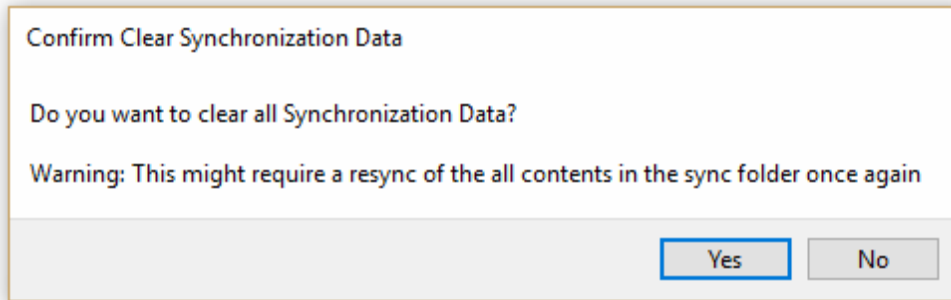 Confirm Clear Synchronization Data
Do you want to clear all Synchronization Data?
Warning: This might require a resync of the all contents in the sync folder once again
Yes No